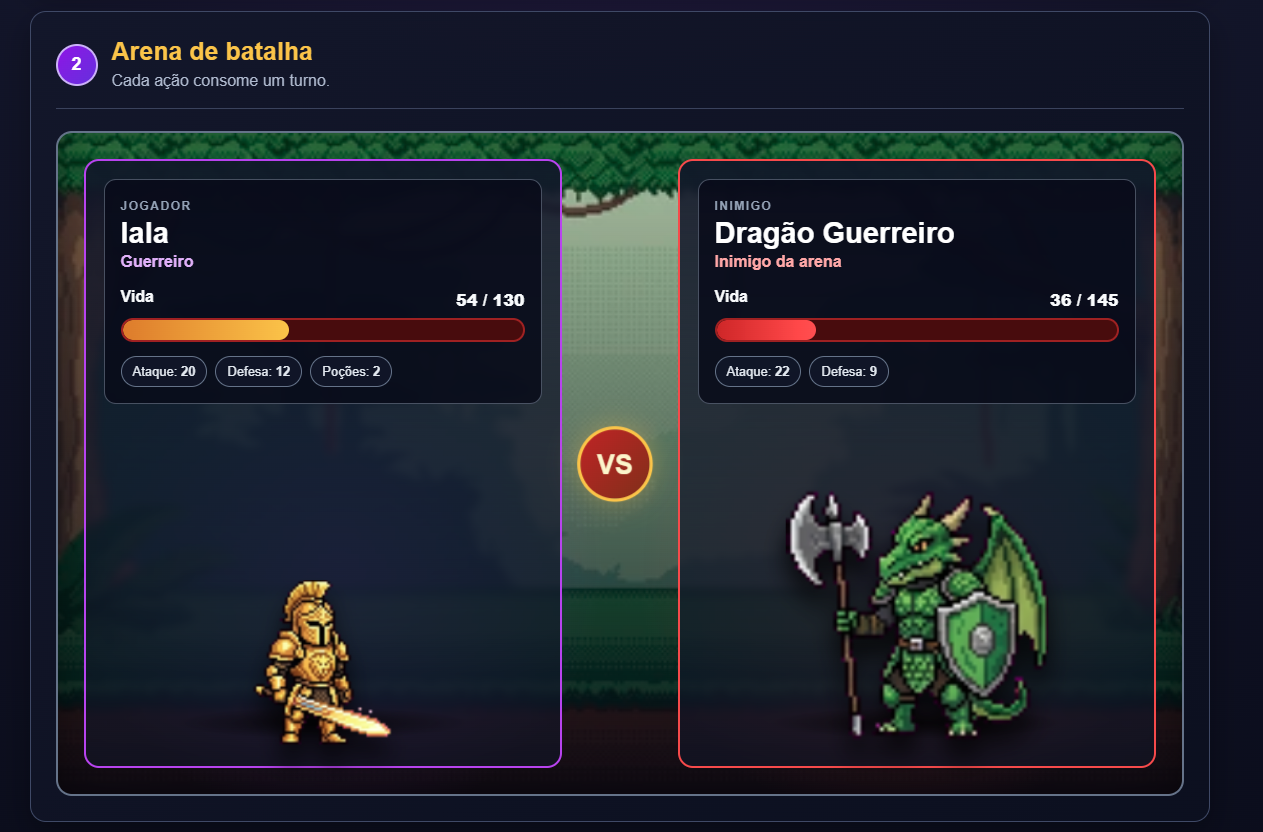 2
Arena de batalha
Cada ação consome um turno.
JOGADOR
lala
Guerreiro
Vida
54 / 130
Ataque: 20
Defesa: 12
Poções: 2
VS
INIMIGO
Dragão Guerreiro
Inimigo da arena
Vida
36 / 145
Ataque: 22
Defesa: 9